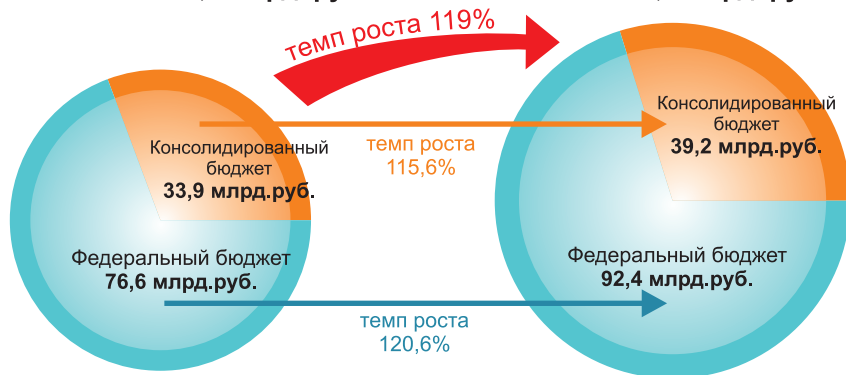 темп роста 119%
Консолидированный
бюджет
33,9 млрд.руб.
Федеральный бюджет
76,6 млрд.руб.
темп роста
115,6%
темп роста
120,6%
Консолидированный
бюджет
39,2 млрд.руб.
Федеральный бюджет
92,4 млрд.руб.